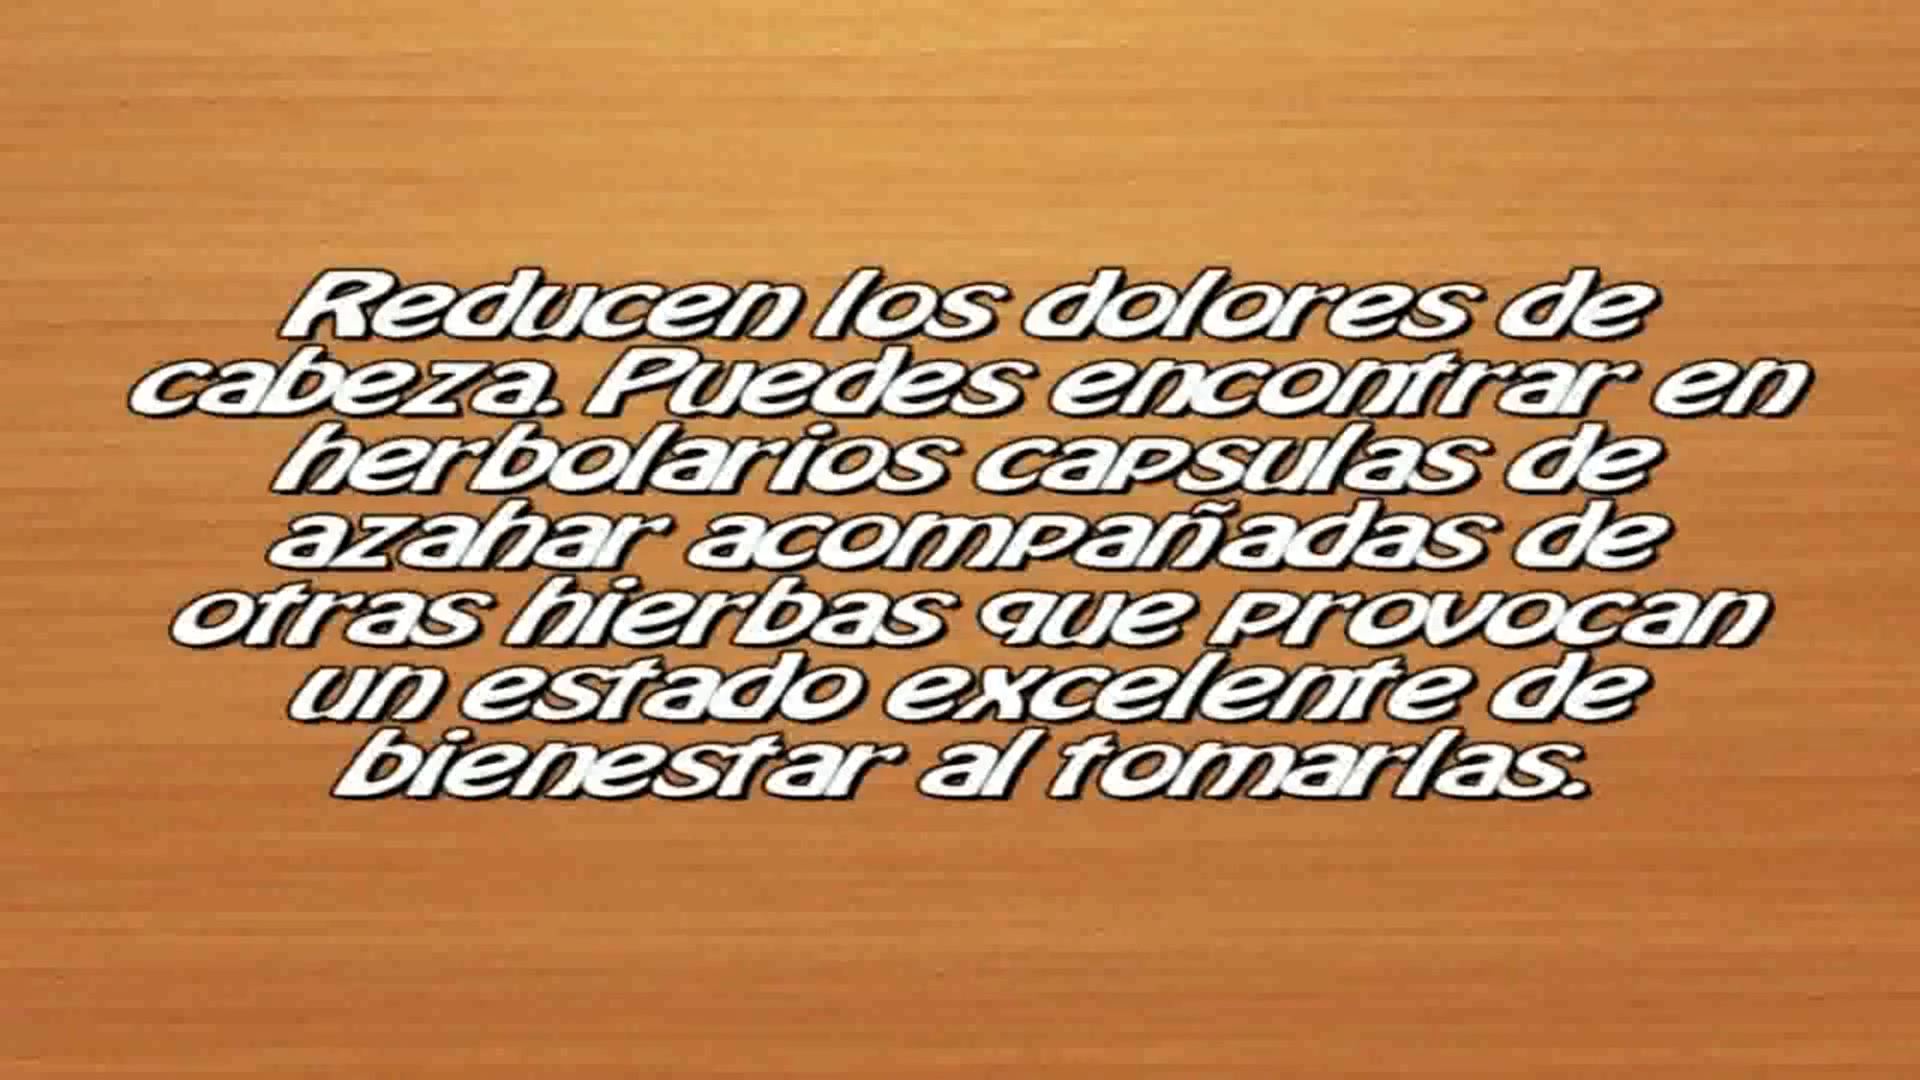 Reducen los dolores de
cabeza. Puedes encontrar en
herbolarios capsulas de
azahar acompañadas de
otras hierbas que provocan
un estado excelente de
bienestar al tomarlas.